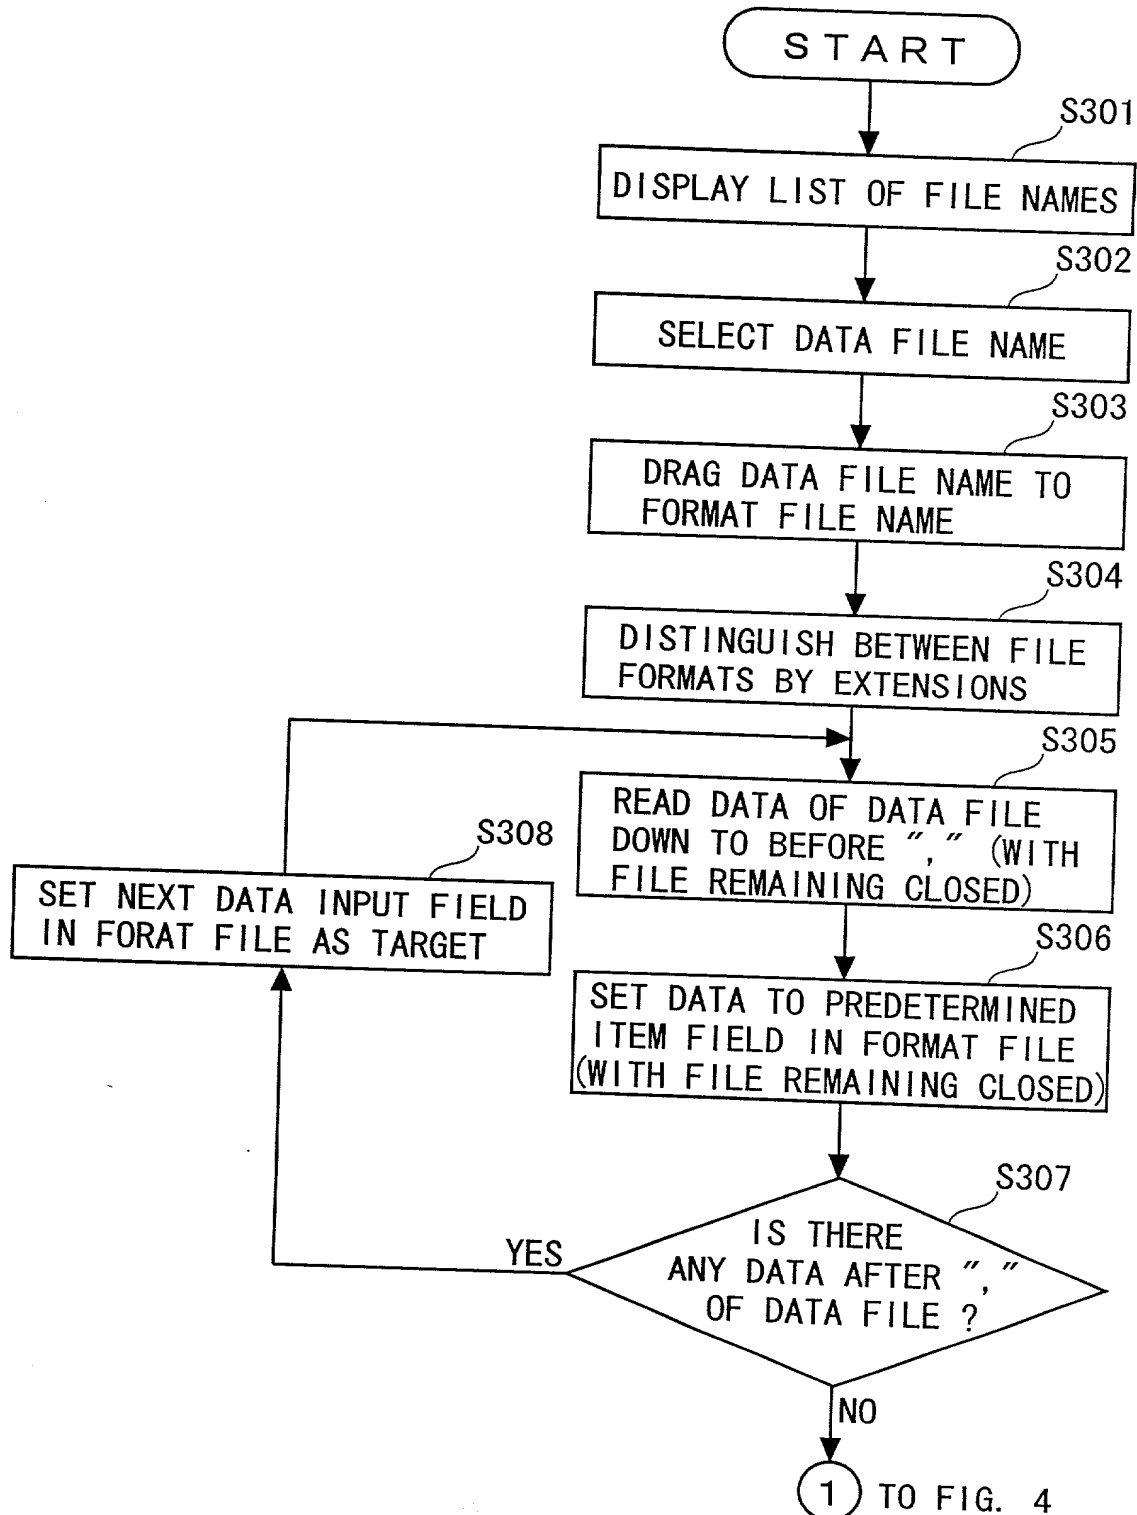 START
S301
DISPLAY LIST OF FILE NAMES
S302
SELECT DATA FILE NAME
S303
DRAG DATA FILE NAME TO
FORMAT FILE NAME
S304
DISTINGUISH BETWEEN FILE
FORMATS BY EXTENSIONS
S305
READ DATA OF DATA FILE
DOWN TO BEFORE "," (WITH
FILE REMAINING CLOSED)
S308
SET NEXT DATA INPUT FIELD
IN FORAT FILE AS TARGET
S306
SET DATA TO PREDETERMINED
ITEM FIELD IN FORMAT FILE
(WITH FILE REMAINING CLOSED)
S307
IS THERE
ANY DATA AFTER ","
OF DATA FILE ?
YES
NO
1 TO FIG. 4